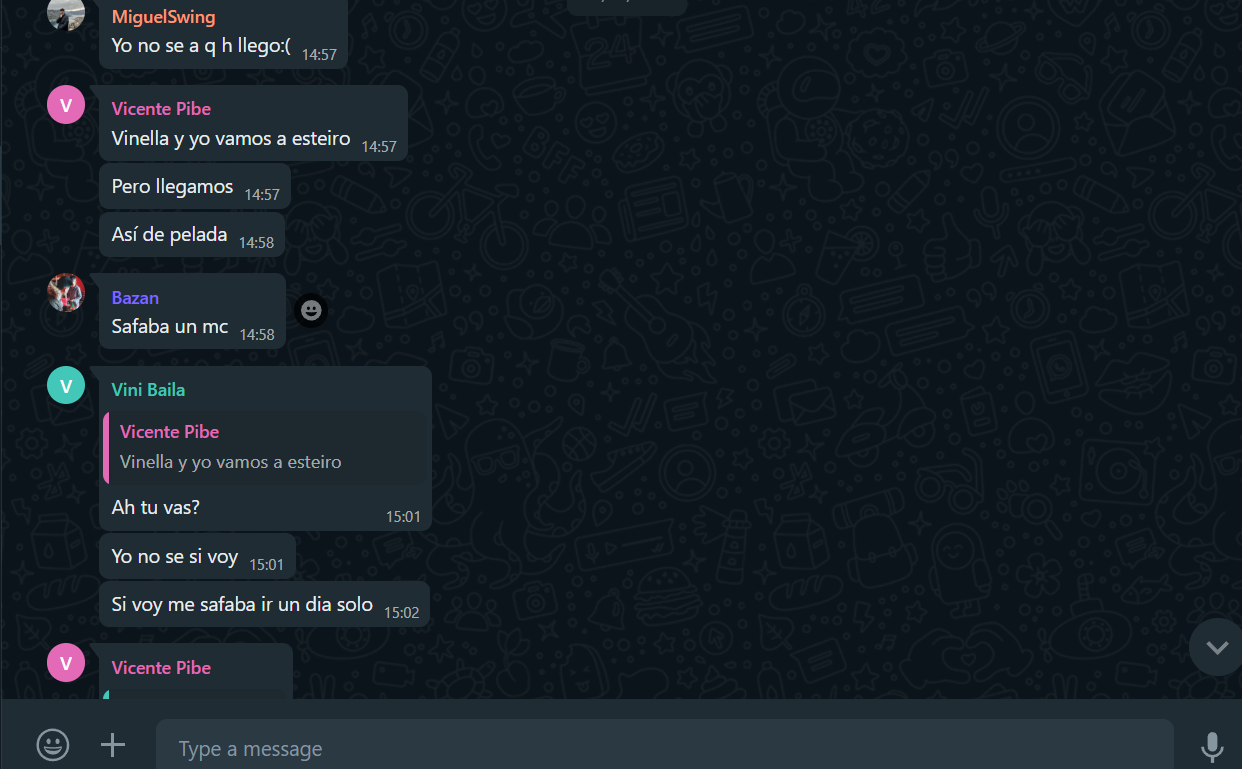 MiguelSwing
Yo no se a q h llego:( 14:57
V
Vicente Pibe
Vinella y yo vamos a esteiro 14:57
Pero llegamos 14:57
Así de pelada 14:58
Bazan
Safaba un mc 14:58
V
Vini Baila
Vicente Pibe
Vinella y yo vamos a esteiro
Ah tu vas? 15:01
Yo no se si voy 15:01
Si voy me safaba ir un dia solo 15:02
V
Vicente Pibe
Type a message